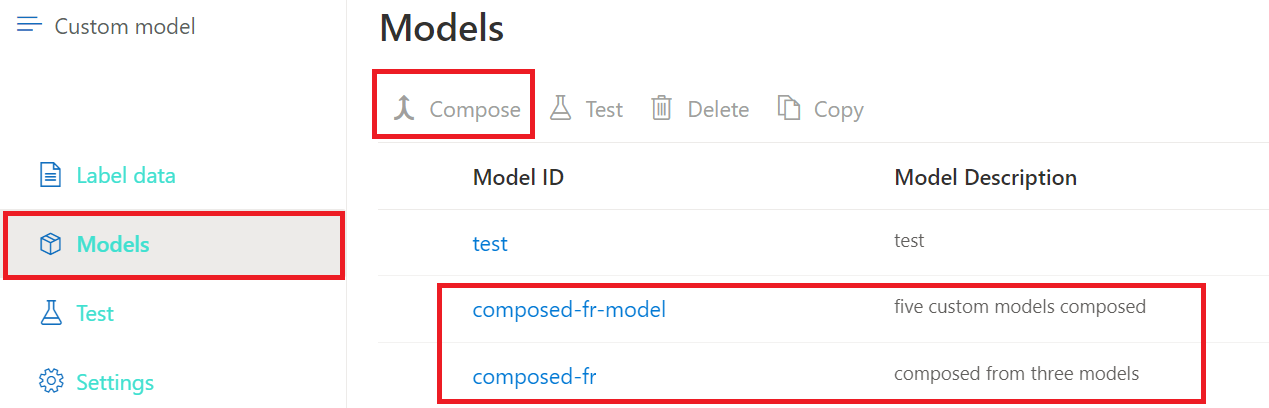 Custom model
Label data
Models
Test
Settings
Models
Compose Test Delete Copy
Model ID Model Description
test test
composed-fr-model five custom models composed
composed-fr composed from three models